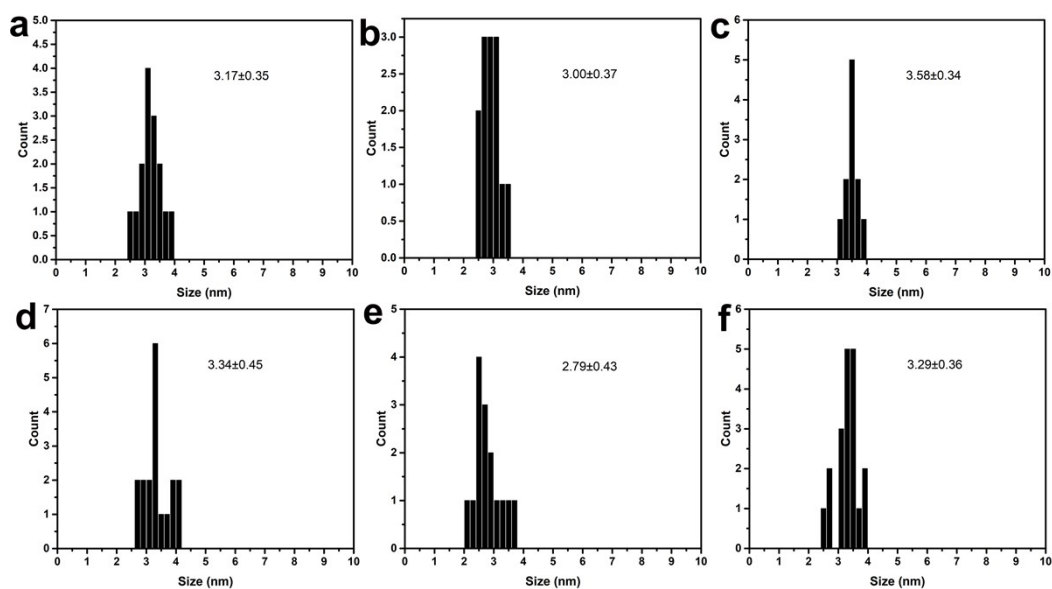 a
5.0
4.5
4.0
3.5
3.0
2.5
2.0
1.5
1.0
0.5
0.0
Count
3.17±0.35
0 1 2 3 4 5 6 7 8 9 10
Size (nm)
b
3.0
2.5
2.0
1.5
1.0
0.5
0.0
Count
3.00±0.37
0 1 2 3 4 5 6 7 8 9 10
Size (nm)
c
6
5
4
3
2
1
0
Count
3.58±0.34
0 1 2 3 4 5 6 7 8 9 10
Size (nm)
d
7
6
5
4
3
2
1
0
Count
3.34±0.45
0 1 2 3 4 5 6 7 8 9 10
Size (nm)
e
5
4
3
2
1
0
Count
2.79±0.43
0 1 2 3 4 5 6 7 8 9 10
Size (nm)
f
6
5
4
3
2
1
0
Count
3.29±0.36
0 1 2 3 4 5 6 7 8 9 10
Size (nm)